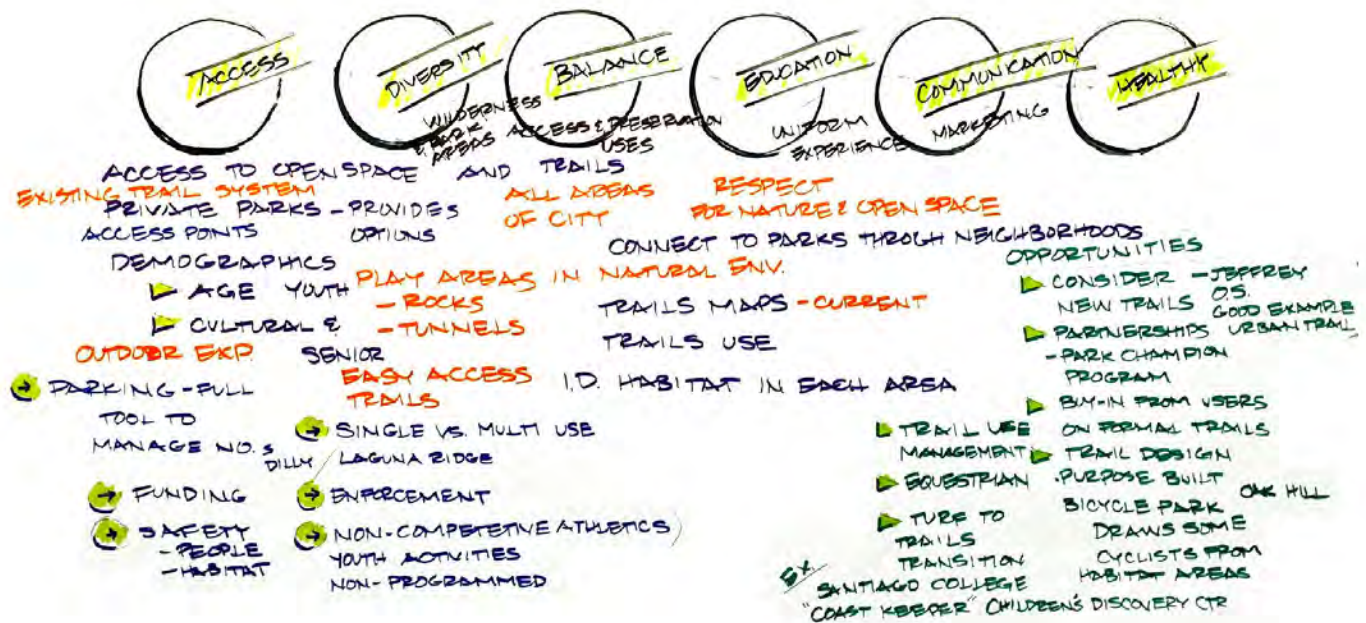 ACCESS
DIVERSITY
BALANCE
EDUCATION
COMMUNICATION
HEALTHY
WILDERNESS
& PARK
AREAS
ACCESS & PRESERVATION
USES
UNIFORM
EXPERIENCE
MARKETING
ACCESS TO OPEN SPACE AND TRAILS
EXISTING TRAIL SYSTEM
PRIVATE PARKS - PROVIDES
ACCESS POINTS OPTIONS
ALL AREAS
OF CITY
RESPECT
FOR NATURE & OPEN SPACE
CONNECT TO PARKS THROGH NEIGHBORHOODS
DEMOGRAPHICS
AGE YOUTH
CULTURAL &
SENIOR
OUTDOOR EXP.
PLAY AREAS IN NATURAL ENV.
- ROCKS
- TUNNELS
TRAILS MAPS - CURRENT
TRAILS USE
EASY ACCESS
TRAILS
I.D. HABITAT IN EACH AREA
PARKING - FULL
TOOL TO
MANAGE NO.S
DILLY
FUNDING
SAFETY
- PEOPLE
- HABITAT
SINGLE VS. MULTI USE
LAGUNA RIDGE
ENFORCEMENT
NON-COMPETETIVE ATHLETICS
YOUTH ACTIVITIES
NON-PROGRAMMED
OPPORTUNITIES
CONSIDER - JEFFREY
NEW TRAILS O.S.
GOOD EXAMPLE
URBAN TRAIL
PARTNERSHIPS
- PARK CHAMPION
PROGRAM
BUY-IN FROM USERS
ON FORMAL TRAILS
TRAIL DESIGN
PURPOSE BUILT
BICYCLE PARK OAK HILL
DRAWS SOME
CYCLISTS FROM
HABITAT AREAS
TRAIL USE
MANAGEMENT
EQUESTRIAN
TURF TO
TRAILS
TRANSITION
EX.
SANTIAGO COLLEGE
"COAST KEEPER" CHILDREN'S DISCOVERY CTR